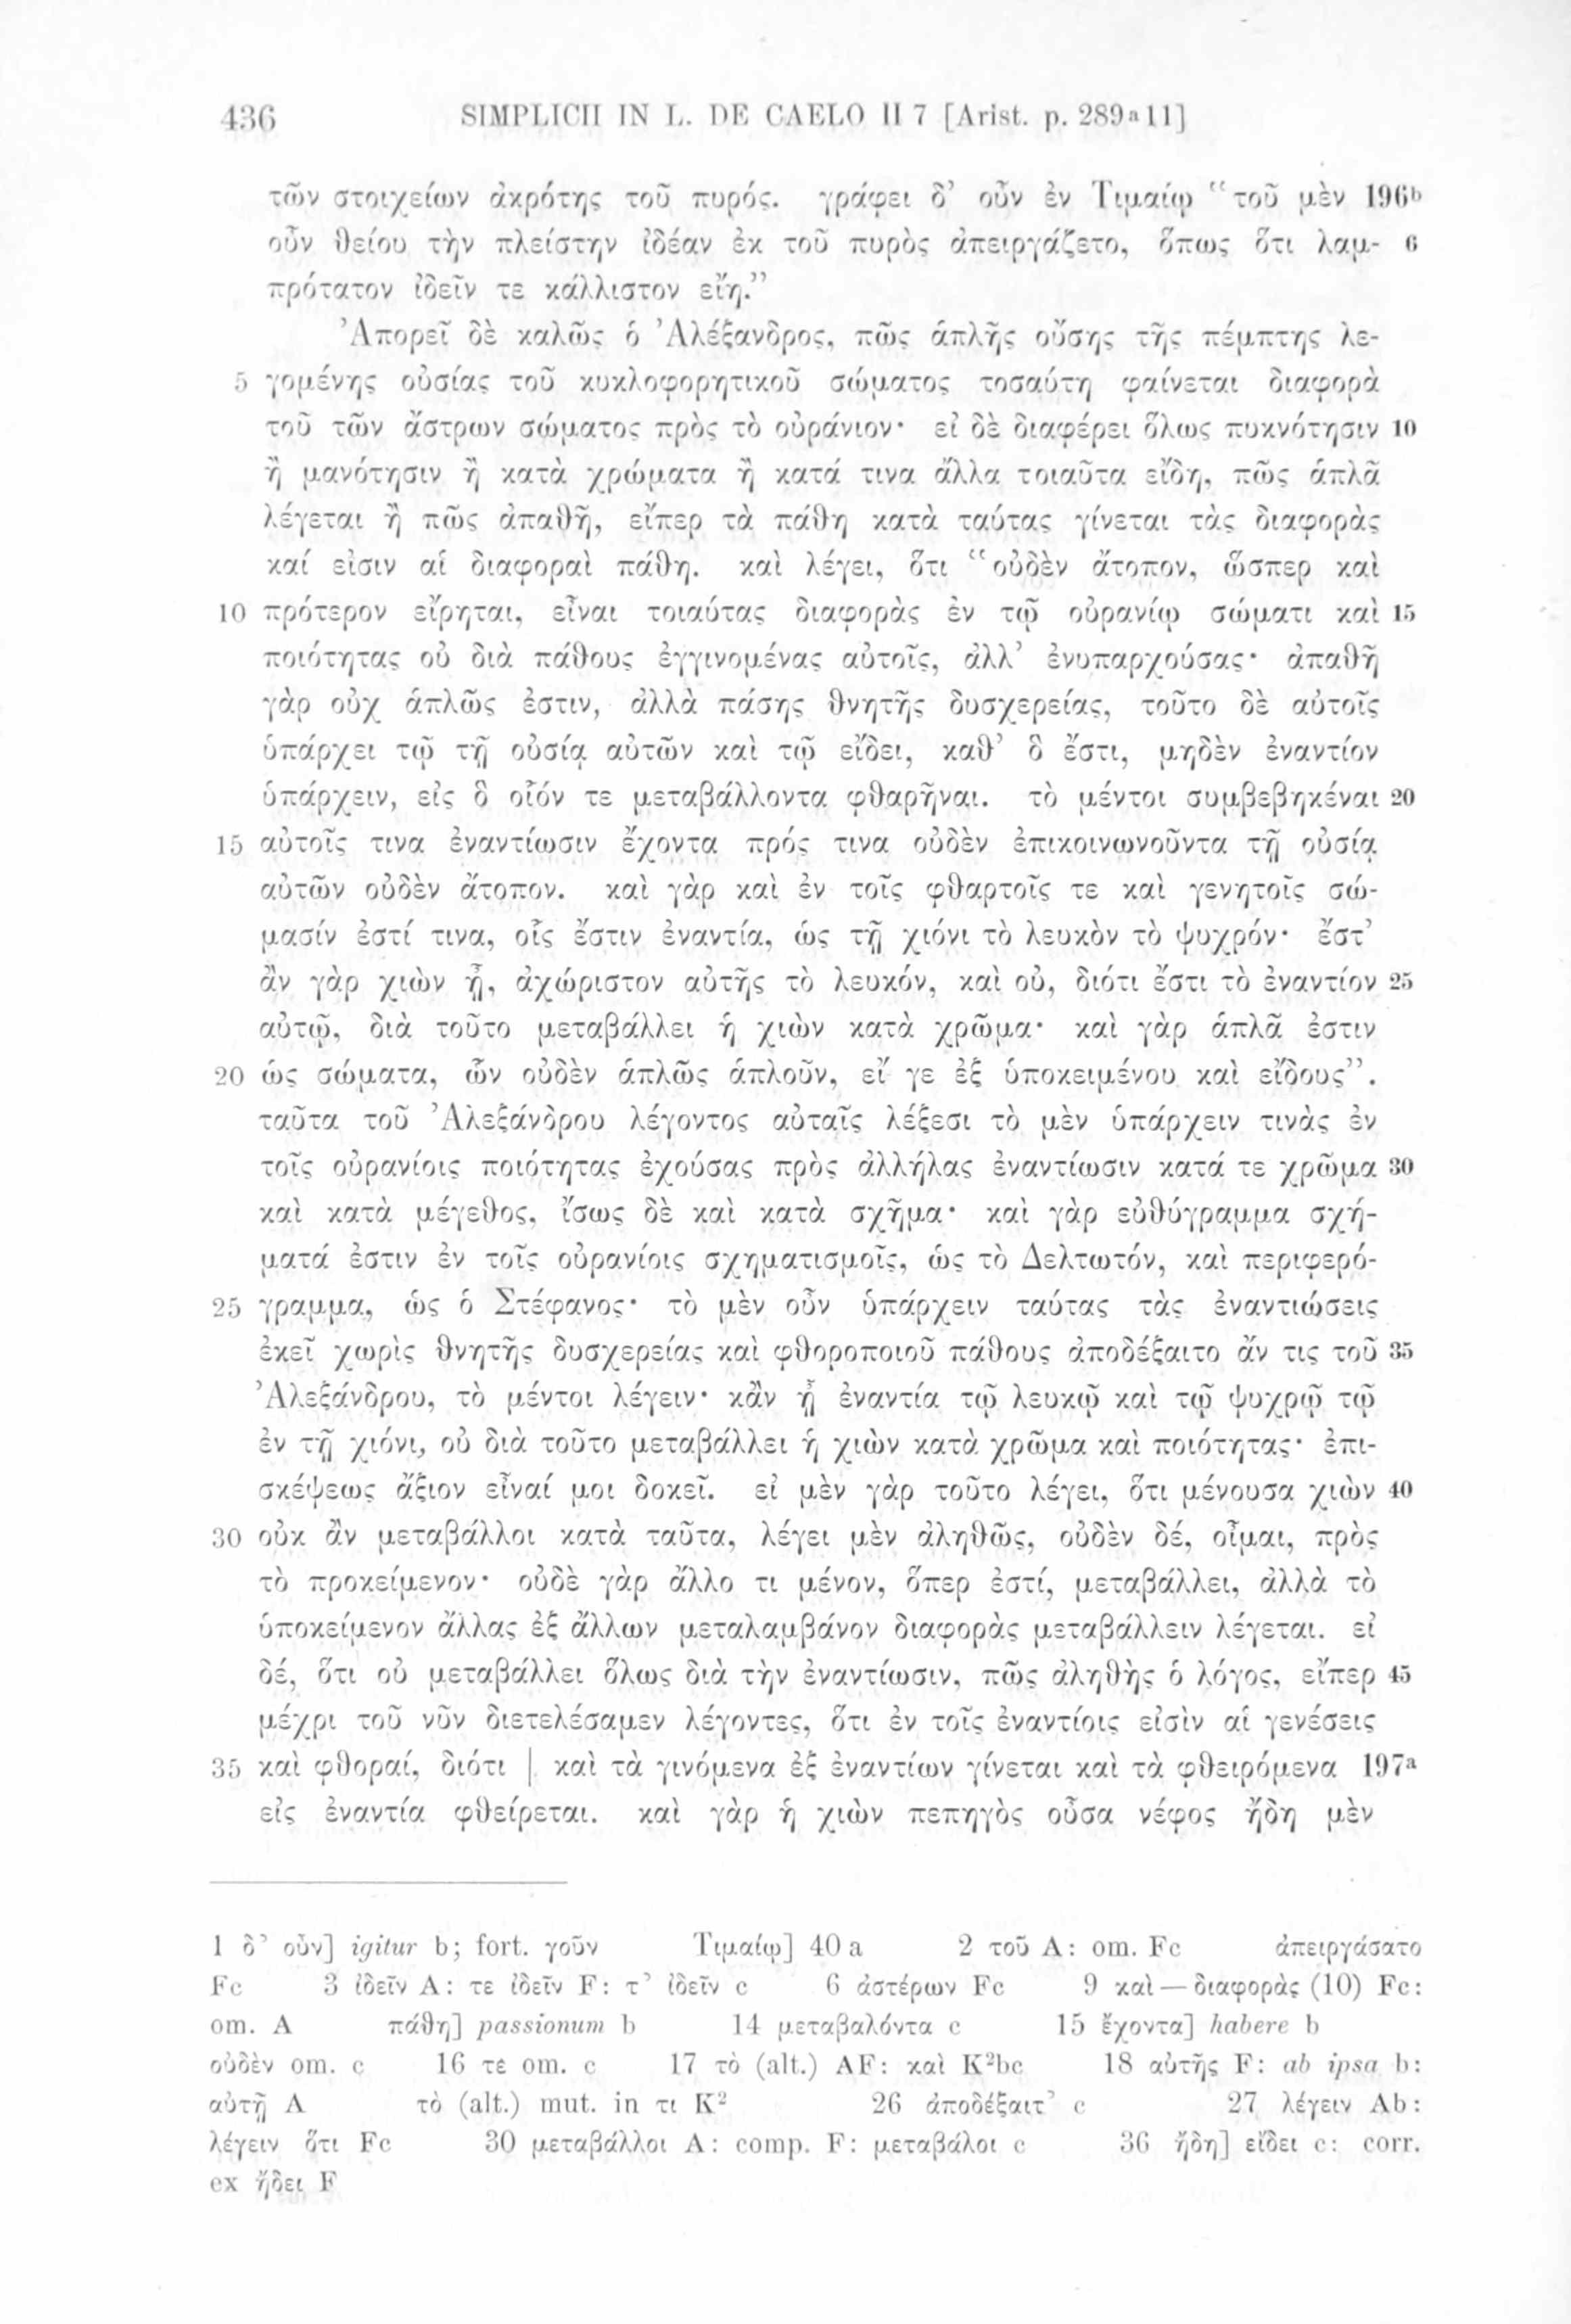 436 SIMPLICII IN L. DE CAELO II 7 [Arist. p. 289a11]
τῶν στοιχείων ἀκρότης τοῦ πυρός. γράφει δ’ οὖν ἐν Τιμαίῳ “τοῦ μὲν 196b
οὖν θείου τὴν πλείστην ἰδέαν ἐκ τοῦ πυρὸς ἀπειργάζετο, ὅπως ὅτι λαμ- 6
πρότατον ἰδεῖν τε κάλλιστον εἴη.”
Ἀπορεῖ δὲ καλῶς ὁ Ἀλέξανδρος, πῶς ἁπλῆς οὔσης τῆς πέμπτης λε-
5 γομένης οὐσίας τοῦ κυκλοφορητικοῦ σώματος τοσαύτη φαίνεται διαφορὰ
τοῦ τῶν ἄστρων σώματος πρὸς τὸ οὐράνιον· εἰ δὲ διαφέρει ὅλως πυκνότησιν 10
ἢ μανότησιν ἢ κατὰ χρώματα ἢ κατά τινα ἄλλα τοιαῦτα εἴδη, πῶς ἁπλᾶ
λέγεται ἢ πῶς ἀπαθῆ, εἴπερ τὰ πάθη κατὰ ταύτας γίνεται τὰς διαφορὰς
καί εἰσιν αἱ διαφοραὶ πάθη. καὶ λέγει, ὅτι “οὐδὲν ἄτοπον, ὥσπερ καὶ
10 πρότερον εἴρηται, εἶναι τοιαύτας διαφορὰς ἐν τῷ οὐρανίῳ σώματι καὶ 15
ποιότητας οὐ διὰ πάθους ἐγγινομένας αὐτοῖς, ἀλλ’ ἐνυπαρχούσας· ἀπαθῆ
γὰρ οὐχ ἁπλῶς ἐστιν, ἀλλὰ πάσης θνητῆς δυσχερείας, τοῦτο δὲ αὐτοῖς
ὑπάρχει τῷ τῇ οὐσίᾳ αὐτῶν καὶ τῷ εἴδει, καθ’ ὅ ἔστι, μηδὲν ἐναντίον
ὑπάρχειν, εἰς ὃ οἷόν τε μεταβάλλοντα φθαρῆναι. τὸ μέντοι συμβεβηκέναι 20
15 αὐτοῖς τινα ἐναντίωσιν ἔχοντα πρός τινα οὐδὲν ἐπικοινωνοῦντα τῇ οὐσίᾳ
αὐτῶν οὐδὲν ἄτοπον. καὶ γὰρ καὶ ἐν τοῖς φθαρτοῖς τε καὶ γενητοῖς σώ-
μασίν ἐστί τινα, οἷς ἔστιν ἐναντία, ὡς τῇ χιόνι τὸ λευκὸν τὸ ψυχρόν· ἔστ’
ἂν γὰρ χιὼν ᾖ, ἀχώριστον αὐτῆς τὸ λευκόν, καὶ οὐ, διότι ἔστι τὸ ἐναντίον 25
αὐτῷ, διὰ τοῦτο μεταβάλλει ἡ χιὼν κατὰ χρῶμα· καὶ γὰρ ἁπλᾶ ἐστιν
20 ὡς σώματα, ὧν οὐδὲν ἁπλῶς ἁπλοῦν, εἴ γε ἐξ ὑποκειμένου καὶ εἴδους”.
ταῦτα τοῦ Ἀλεξάνδρου λέγοντος αὐταῖς λέξεσι τὸ μὲν ὑπάρχειν τινὰς ἐν
τοῖς οὐρανίοις ποιότητας ἐχούσας πρὸς ἀλλήλας ἐναντίωσιν κατά τε χρῶμα 30
καὶ κατὰ μέγεθος, ἴσως δὲ καὶ κατὰ σχῆμα· καὶ γὰρ εὐθύγραμμα σχή-
ματά ἐστιν ἐν τοῖς οὐρανίοις σχηματισμοῖς, ὡς τὸ Δελτωτόν, καὶ περιφερό-
25 γραμμα, ὡς ὁ Στέφανος· τὸ μὲν οὖν ὑπάρχειν ταύτας τὰς ἐναντιώσεις
ἐκεῖ χωρὶς θνητῆς δυσχερείας καὶ φθοροποιοῦ πάθους ἀποδέξαιτο ἄν τις τοῦ 35
Ἀλεξάνδρου, τὸ μέντοι λέγειν· κἂν ᾖ ἐναντία τῷ λευκῷ καὶ τῷ ψυχρῷ τῷ
ἐν τῇ χιόνι, οὐ διὰ τοῦτο μεταβάλλει ἡ χιὼν κατὰ χρῶμα καὶ ποιότητας· ἐπι-
σκέψεως ἄξιον εἶναί μοι δοκεῖ. εἰ μὲν γὰρ τοῦτο λέγει, ὅτι μένουσα χιὼν 40
30 οὐκ ἂν μεταβάλλοι κατὰ ταῦτα, λέγει μὲν ἀληθῶς, οὐδὲν δέ, οἶμαι, πρὸς
τὸ προκείμενον· οὐδὲ γὰρ ἄλλο τι μένον, ὅπερ ἐστί, μεταβάλλει, ἀλλὰ τὸ
ὑποκείμενον ἄλλας ἐξ ἄλλων μεταλαμβάνον διαφορὰς μεταβάλλειν λέγεται. εἰ
δέ, ὅτι οὐ μεταβάλλει ὅλως διὰ τὴν ἐναντίωσιν, πῶς ἀληθὴς ὁ λόγος, εἴπερ 45
μέχρι τοῦ νῦν διετελέσαμεν λέγοντες, ὅτι ἐν τοῖς ἐναντίοις εἰσὶν αἱ γενέσεις
35 καὶ φθοραί, διότι | καὶ τὰ γινόμενα ἐξ ἐναντίων γίνεται καὶ τὰ φθειρόμενα 197a
εἰς ἐναντία φθείρεται. καὶ γὰρ ἡ χιὼν πεπηγὸς οὖσα νέφος ἤδη μὲν
1 δ’ οὖν] igitur b; fort. γοῦν Τιμαίῳ] 40 a 2 τοῦ A: om. Fc ἀπειργάσατο
Fc 3 ἰδεῖν A: τε ἰδεῖν F: τ’ ἰδεῖν c 6 ἀστέρων Fc 9 καὶ — διαφορὰς (10) Fc:
om. A πάθη] passionum b 14 μεταβαλόντα c 15 ἔχοντα] habere b
οὐδὲν om. c 16 τε om. c 17 τὸ (alt.) AF: καὶ K²bc 18 αὐτῆς F: ab ipsa b:
αὐτῇ A τὸ (alt.) mut. in τι K² 26 ἀποδέξαιτ’ c 27 λέγειν Ab:
λέγειν ὅτι Fc 30 μεταβάλλοι A: comp. F: μεταβάλοι c 36 ἤδη] εἴδει c: corr.
ex ἤδει F